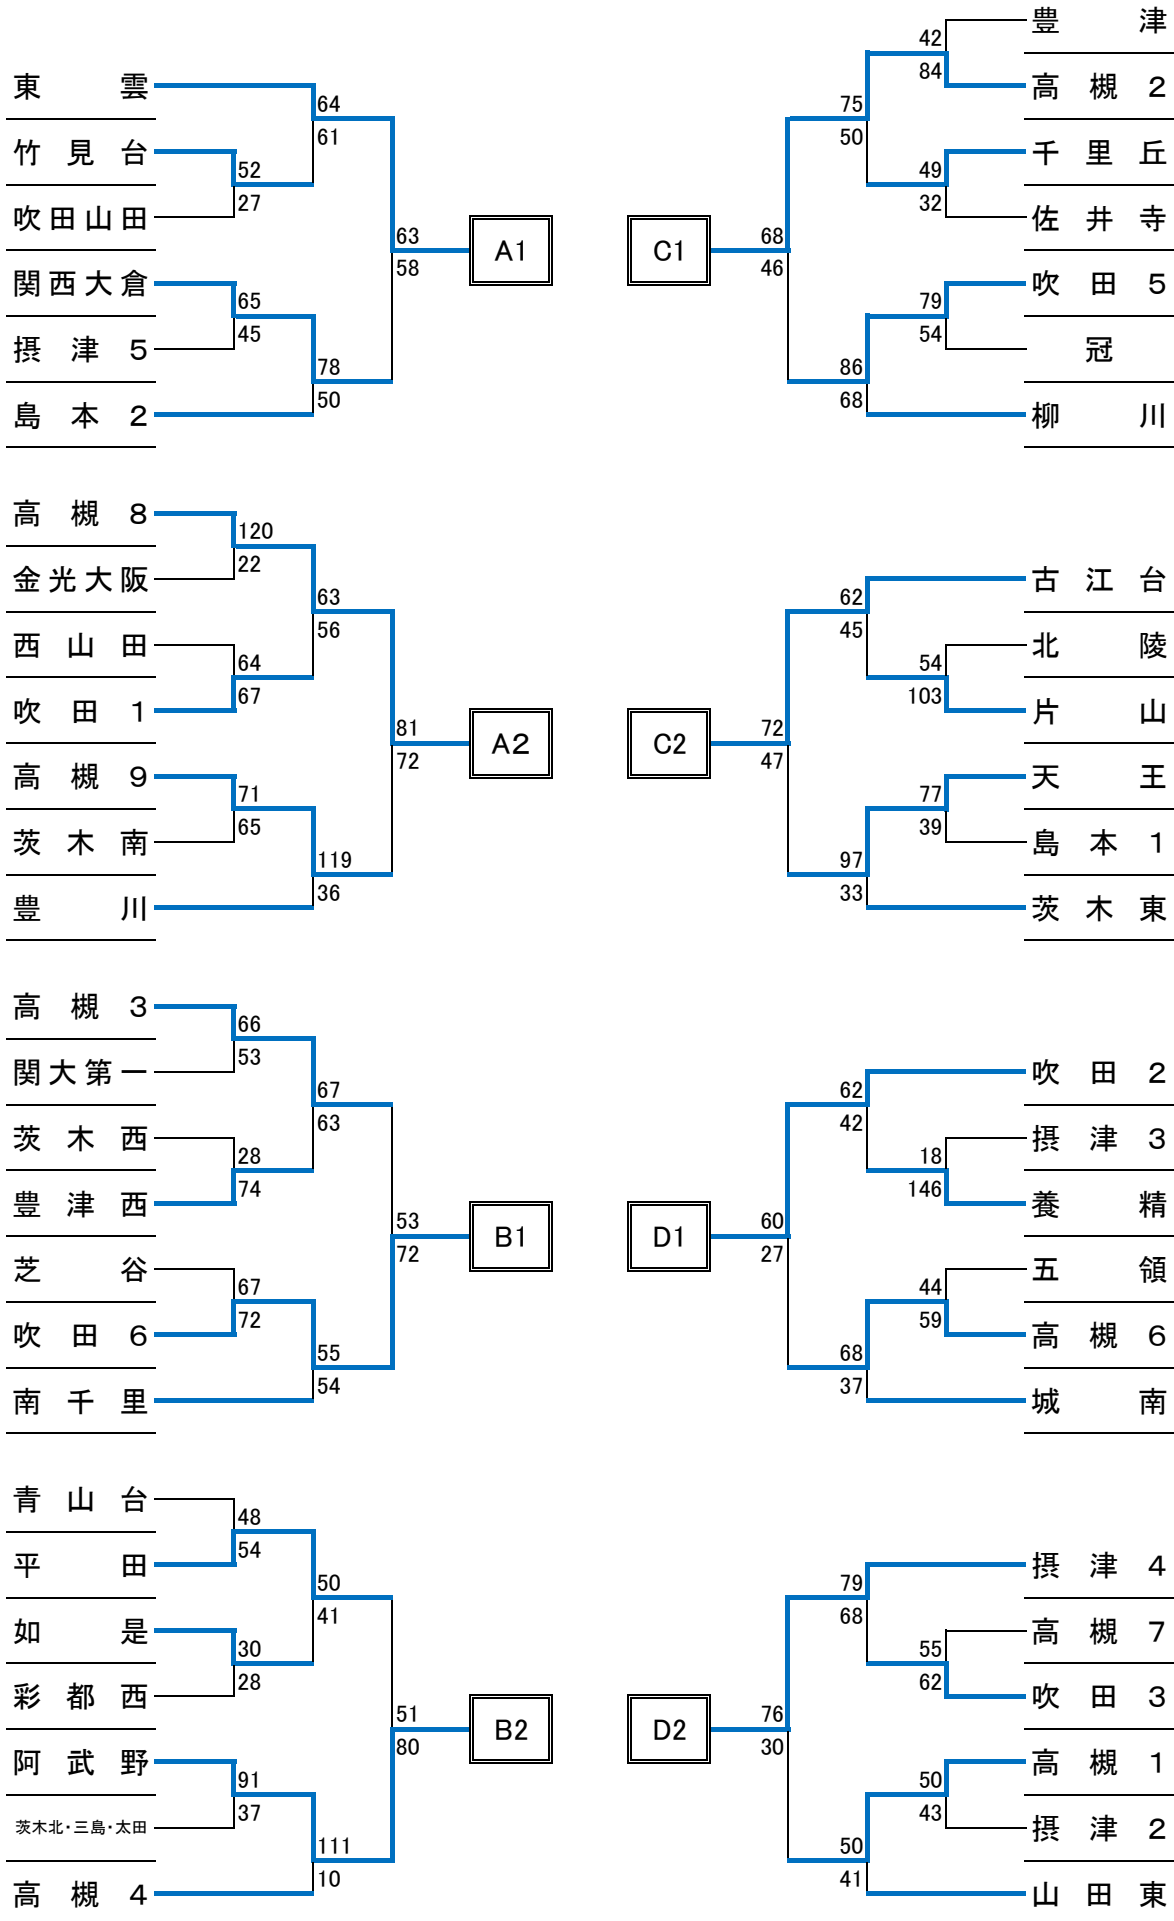 東雲
64
61
竹見台
52
27
吹田山田
63
58
A1
関西大倉
65
45
摂津5
78
50
島本2
高槻8
120
22
金光大阪
63
56
西山田
64
67
吹田1
81
72
A2
高槻9
71
65
茨木南
119
36
豊川
高槻3
66
53
関大第一
67
63
茨木西
28
74
豊津西
53
72
B1
芝谷
67
72
吹田6
55
54
南千里
青山台
48
54
平田
50
41
如是
30
28
彩都西
51
80
B2
阿武野
91
37
茨木北・三島・太田
111
10
高槻4
豊津
42
84
高槻2
75
50
千里丘
49
32
佐井寺
C1
68
46
吹田5
79
54
冠
86
68
柳川
古江台
62
45
北陵
54
103
片山
C2
72
47
天王
77
39
島本1
97
33
茨木東
吹田2
62
42
摂津3
18
146
養精
D1
60
27
五領
44
59
高槻6
68
37
城南
摂津4
79
68
高槻7
55
62
吹田3
D2
76
30
高槻1
50
43
摂津2
50
41
山田東